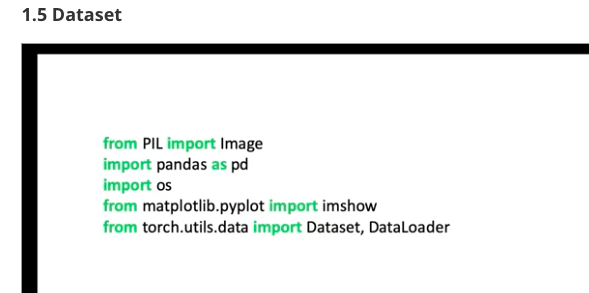 1.5 Dataset
from PIL import Image
import pandas as pd
import os
from matplotlib.pyplot import imshow
from torch.utils.data import Dataset, DataLoader